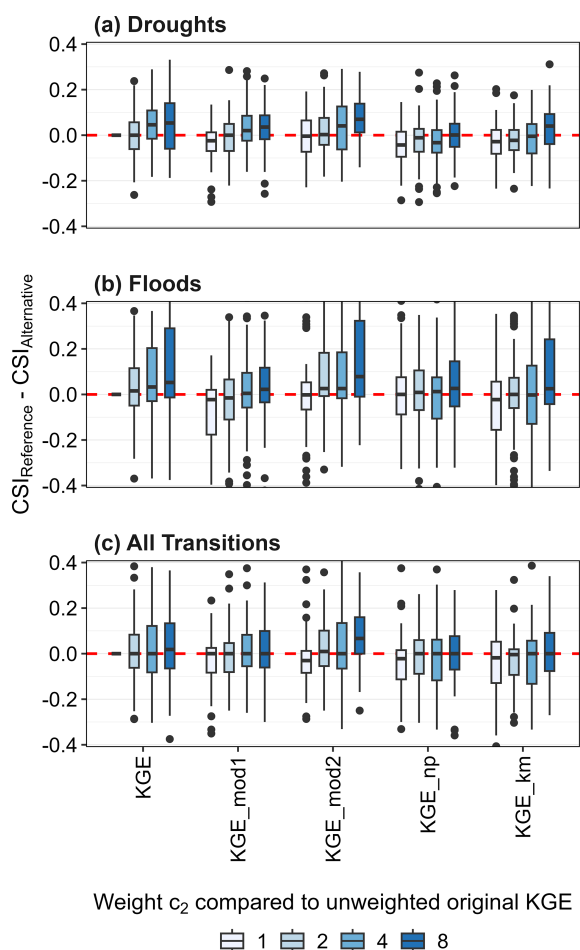 (a) Droughts
0.4
0.2
0.0
-0.2
-0.4
(b) Floods
0.4
0.2
0.0
-0.2
-0.4
CSIReference - CSIAlternative
(c) All Transitions
0.4
0.2
0.0
-0.2
-0.4
KGE
KGE_mod1
KGE_mod2
KGE_np
KGE_km
Weight c2 compared to unweighted original KGE
1 2 4 8